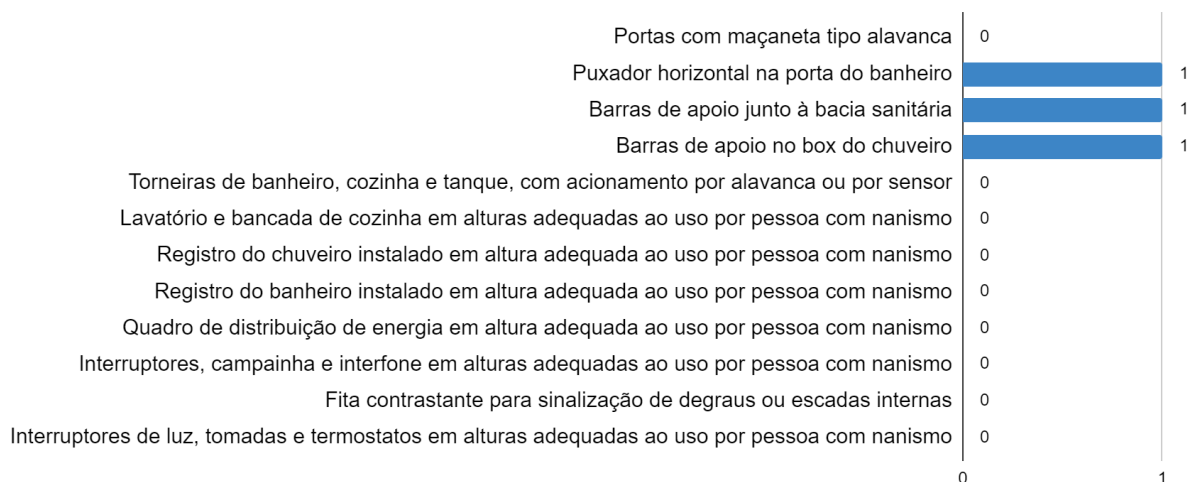 Portas com maçaneta tipo alavanca 0
Puxador horizontal na porta do banheiro 1
Barras de apoio junto à bacia sanitária 1
Barras de apoio no box do chuveiro 1
Torneiras de banheiro, cozinha e tanque, com acionamento por alavanca ou por sensor 0
Lavatório e bancada de cozinha em alturas adequadas ao uso por pessoa com nanismo 0
Registro do chuveiro instalado em altura adequada ao uso por pessoa com nanismo 0
Registro do banheiro instalado em altura adequada ao uso por pessoa com nanismo 0
Quadro de distribuição de energia em altura adequada ao uso por pessoa com nanismo 0
Interruptores, campainha e interfone em alturas adequadas ao uso por pessoa com nanismo 0
Fita contrastante para sinalização de degraus ou escadas internas 0
Interruptores de luz, tomadas e termostatos em alturas adequadas ao uso por pessoa com nanismo 0
0 1